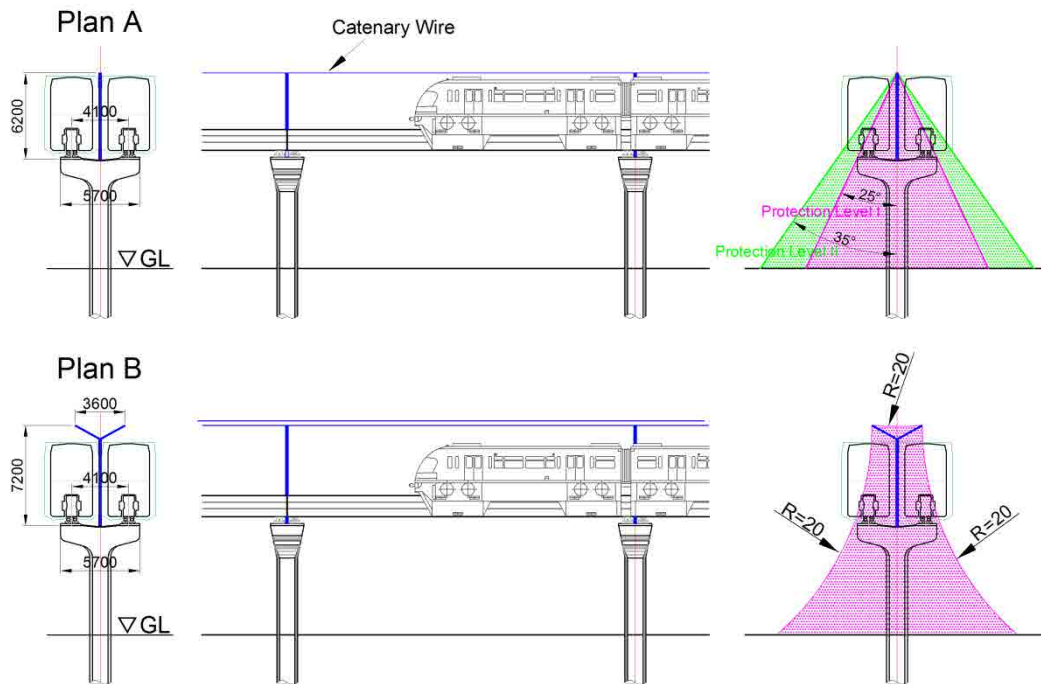 Plan A
Catenary Wire
6200
4100
5700
GL
25°
Protection Level I
35°
Protection Level II
Plan B
3600
7200
4100
5700
GL
R=20
R=20
R=20